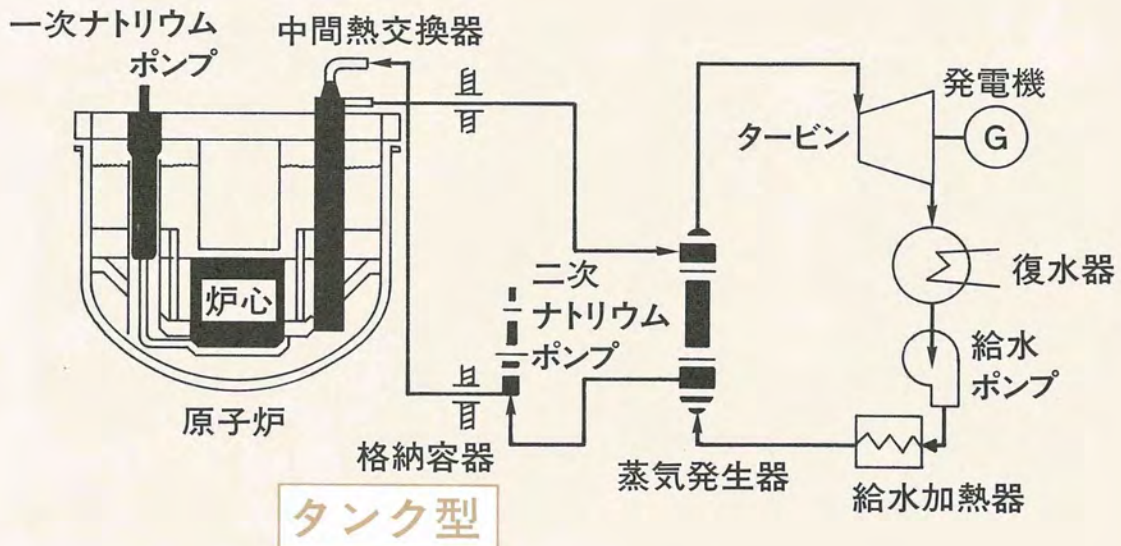 一次ナトリウム
ポンプ
中間熱交換器
発電機
タービン
G
復水器
二次
ナトリウム
ポンプ
炉心
給水
ポンプ
原子炉
格納容器
蒸気発生器
給水加熱器
タンク型